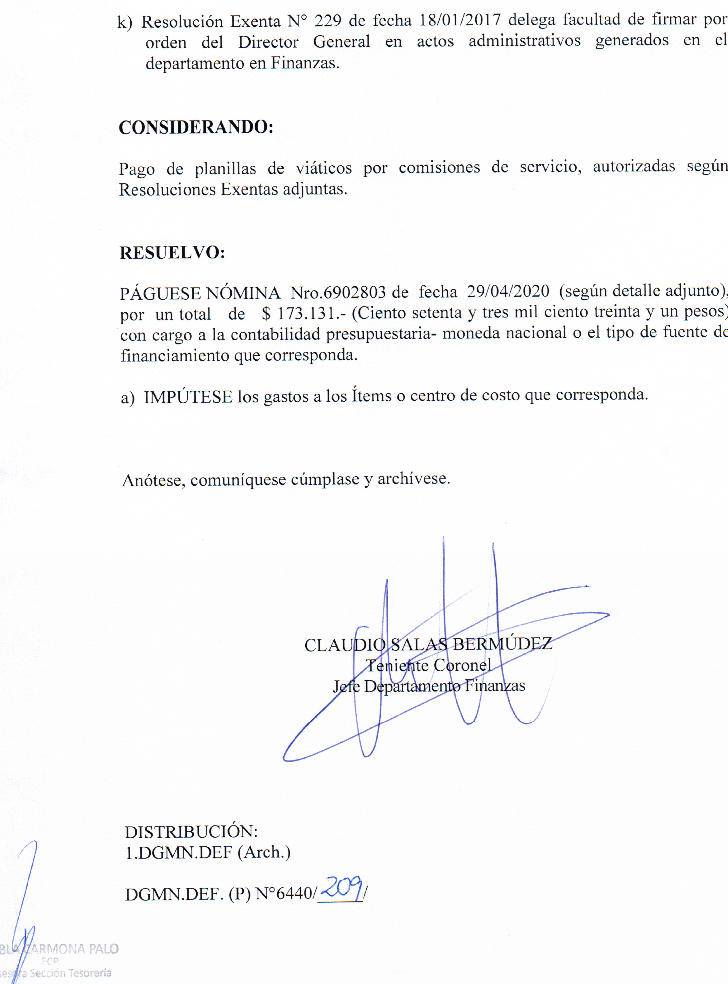 k) Resolución Exenta N° 229 de fecha 18/01/2017 delega facultad de firmar por
orden del Director General en actos administrativos generados en el
departamento en Finanzas.
CONSIDERANDO:
Pago de planillas de viáticos por comisiones de servicio, autorizadas según
Resoluciones Exentas adjuntas.
RESUELVO:
PÁGUESE NÓMINA Nro.6902803 de fecha 29/04/2020 (según detalle adjunto),
por un total de $ 173.131.- (Ciento setenta y tres mil ciento treinta y un pesos)
con cargo a la contabilidad presupuestaria- moneda nacional o el tipo de fuente de
financiamiento que corresponda.
a) IMPÚTESE los gastos a los Ítems o centro de costo que corresponda.
Anótese, comuníquese cúmplase y archívese.
CLAUDIO SALAS BERMÚDEZ
Teniente Coronel
Jefe Departamento Finanzas
DISTRIBUCIÓN:
1.DGMN.DEF (Arch.)
DGMN.DEF. (P) N°6440/209/
CARMONA PALO
Sección Tesorería